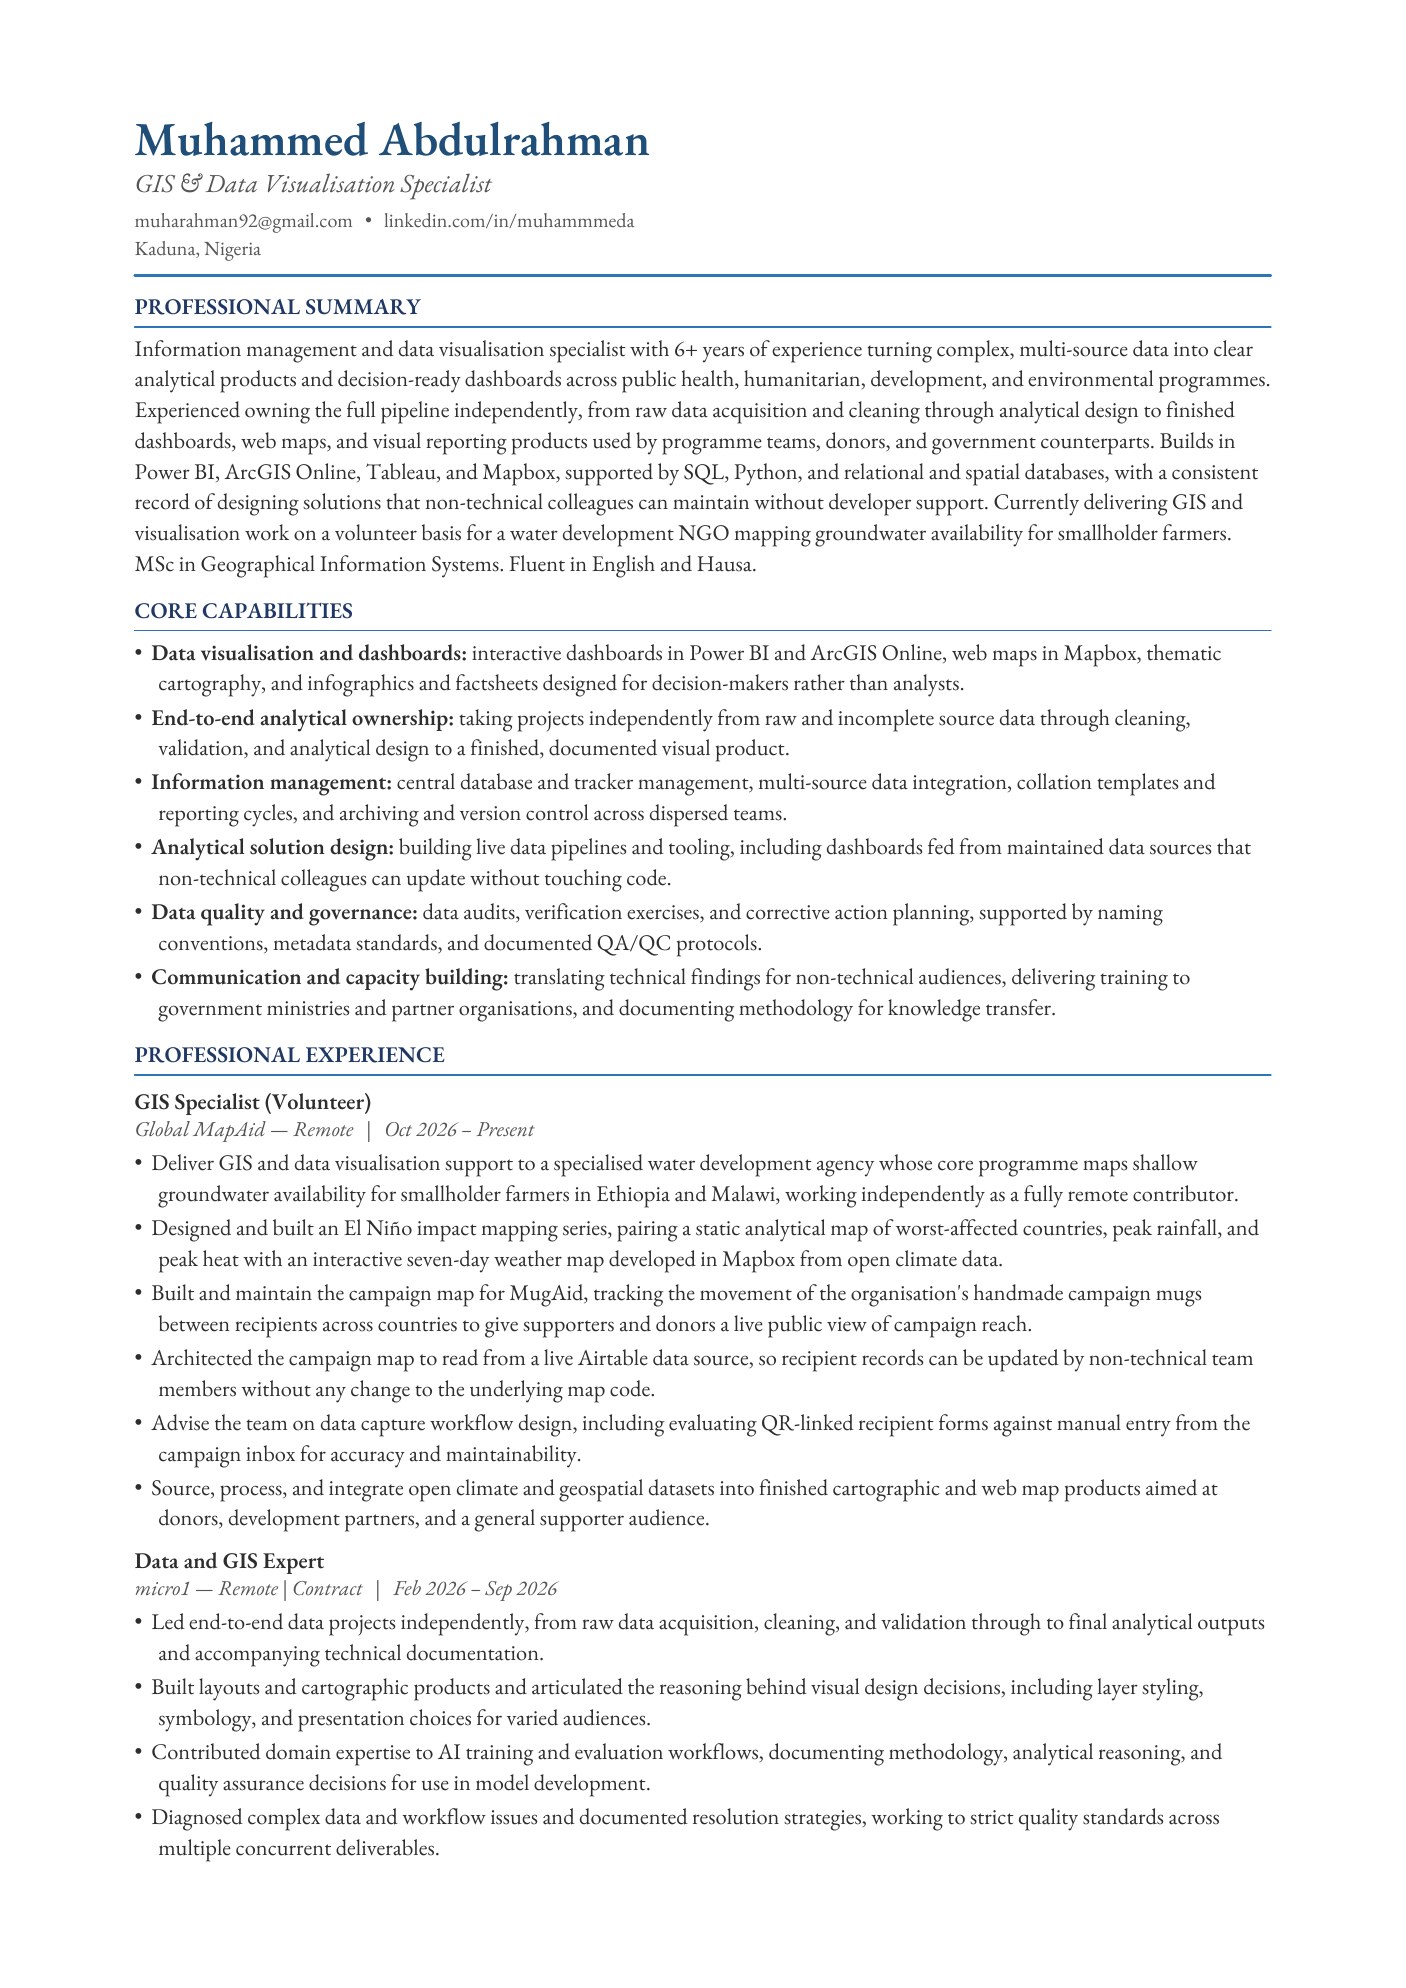 Muhammed Abdulrahman
GIS & Data Visualisation Specialist
muharahman92@gmail.com • linkedin.com/in/muhammmeda
Kaduna, Nigeria
PROFESSIONAL SUMMARY
Information management and data visualisation specialist with 6+ years of experience turning complex, multi-source data into clear
analytical products and decision-ready dashboards across public health, humanitarian, development, and environmental programmes.
Experienced owning the full pipeline independently, from raw data acquisition and cleaning through analytical design to finished
dashboards, web maps, and visual reporting products used by programme teams, donors, and government counterparts. Builds in
Power BI, ArcGIS Online, Tableau, and Mapbox, supported by SQL, Python, and relational and spatial databases, with a consistent
record of designing solutions that non-technical colleagues can maintain without developer support. Currently delivering GIS and
visualisation work on a volunteer basis for a water development NGO mapping groundwater availability for smallholder farmers.
MSc in Geographical Information Systems. Fluent in English and Hausa.
CORE CAPABILITIES
• Data visualisation and dashboards: interactive dashboards in Power BI and ArcGIS Online, web maps in Mapbox, thematic
cartography, and infographics and factsheets designed for decision-makers rather than analysts.
• End-to-end analytical ownership: taking projects independently from raw and incomplete source data through cleaning,
validation, and analytical design to a finished, documented visual product.
• Information management: central database and tracker management, multi-source data integration, collation templates and
reporting cycles, and archiving and version control across dispersed teams.
• Analytical solution design: building live data pipelines and tooling, including dashboards fed from maintained data sources that
non-technical colleagues can update without touching code.
• Data quality and governance: data audits, verification exercises, and corrective action planning, supported by naming
conventions, metadata standards, and documented QA/QC protocols.
• Communication and capacity building: translating technical findings for non-technical audiences, delivering training to
government ministries and partner organisations, and documenting methodology for knowledge transfer.
PROFESSIONAL EXPERIENCE
GIS Specialist (Volunteer)
Global MapAid — Remote | Oct 2026 – Present
• Deliver GIS and data visualisation support to a specialised water development agency whose core programme maps shallow
groundwater availability for smallholder farmers in Ethiopia and Malawi, working independently as a fully remote contributor.
• Designed and built an El Niño impact mapping series, pairing a static analytical map of worst-affected countries, peak rainfall, and
peak heat with an interactive seven-day weather map developed in Mapbox from open climate data.
• Built and maintain the campaign map for MugAid, tracking the movement of the organisation's handmade campaign mugs
between recipients across countries to give supporters and donors a live public view of campaign reach.
• Architected the campaign map to read from a live Airtable data source, so recipient records can be updated by non-technical team
members without any change to the underlying map code.
• Advise the team on data capture workflow design, including evaluating QR-linked recipient forms against manual entry from the
campaign inbox for accuracy and maintainability.
• Source, process, and integrate open climate and geospatial datasets into finished cartographic and web map products aimed at
donors, development partners, and a general supporter audience.
Data and GIS Expert
micro1 — Remote | Contract | Feb 2026 – Sep 2026
• Led end-to-end data projects independently, from raw data acquisition, cleaning, and validation through to final analytical outputs
and accompanying technical documentation.
• Built layouts and cartographic products and articulated the reasoning behind visual design decisions, including layer styling,
symbology, and presentation choices for varied audiences.
• Contributed domain expertise to AI training and evaluation workflows, documenting methodology, analytical reasoning, and
quality assurance decisions for use in model development.
• Diagnosed complex data and workflow issues and documented resolution strategies, working to strict quality standards across
multiple concurrent deliverables.